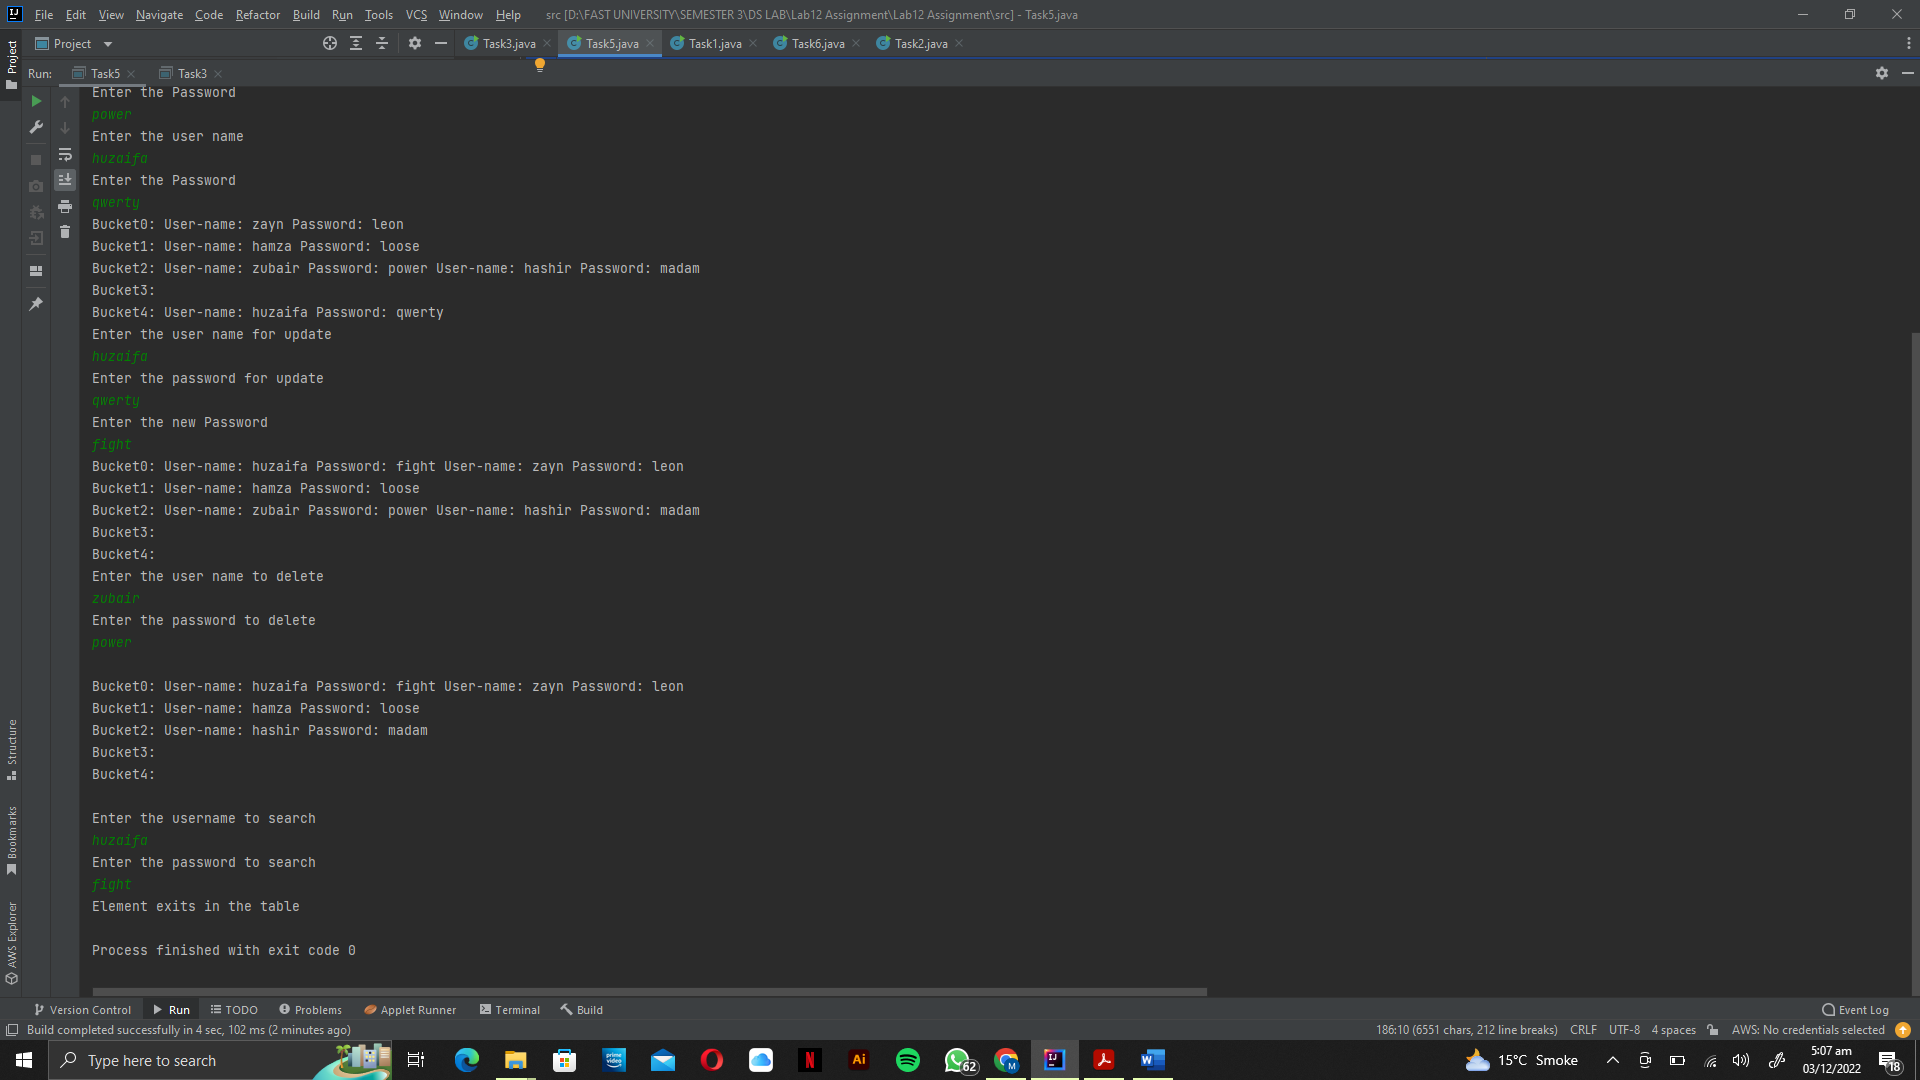 File Edit View Navigate Code Refactor Build Run Tools VCS Window Help src [D:\FAST UNIVERSITY\SEMESTER 3\DS LAB\Lab12 Assignment\Lab12 Assignment\src] - Task5.java
Project Task3.java Task5.java Task1.java Task6.java Task2.java
Project
Run: Task5 Task3
Enter the Password
power
Enter the user name
huzaifa
Enter the Password
qwerty
Bucket0: User-name: zayn Password: leon
Bucket1: User-name: hamza Password: loose
Bucket2: User-name: zubair Password: power User-name: hashir Password: madam
Bucket3:
Bucket4: User-name: huzaifa Password: qwerty
Enter the user name for update
huzaifa
Enter the password for update
qwerty
Enter the new Password
fight
Bucket0: User-name: huzaifa Password: fight User-name: zayn Password: leon
Bucket1: User-name: hamza Password: loose
Bucket2: User-name: zubair Password: power User-name: hashir Password: madam
Bucket3:
Bucket4:
Enter the user name to delete
zubair
Enter the password to delete
power
Bucket0: User-name: huzaifa Password: fight User-name: zayn Password: leon
Bucket1: User-name: hamza Password: loose
Bucket2: User-name: hashir Password: madam
Bucket3:
Bucket4:
Enter the username to search
huzaifa
Enter the password to search
fight
Element exits in the table
Process finished with exit code 0
Structure
Bookmarks
AWS Explorer
Version Control Run TODO Problems Applet Runner Terminal Build Event Log
Build completed successfully in 4 sec, 102 ms (2 minutes ago) 186:10 (6551 chars, 212 line breaks) CRLF UTF-8 4 spaces AWS: No credentials selected
Type here to search prime video N Ai 62 M IJ W 15°C Smoke 5:07 am
03/12/2022 18